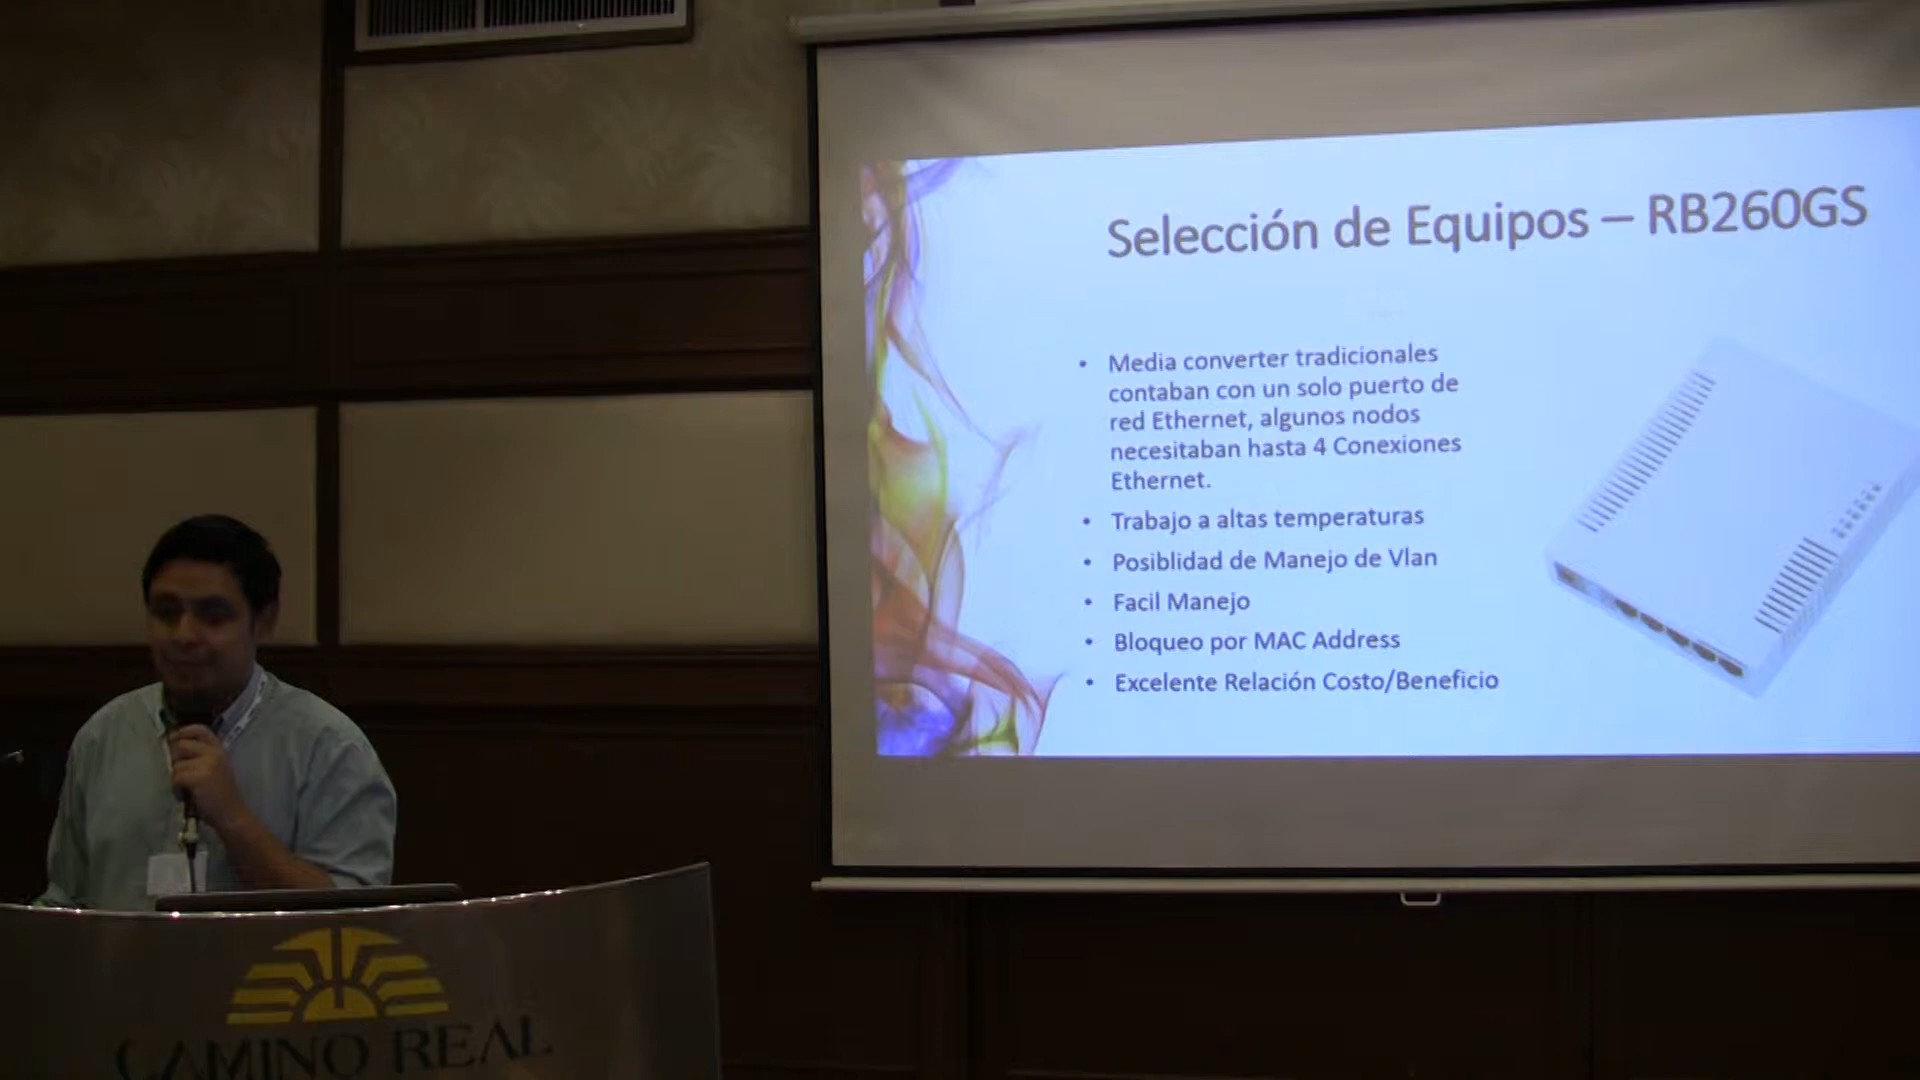 Selección de Equipos – RB260GS
• Media converter tradicionales
contaban con un solo puerto de
red Ethernet, algunos nodos
necesitaban hasta 4 Conexiones
Ethernet.
• Trabajo a altas temperaturas
• Posiblidad de Manejo de Vlan
• Facil Manejo
• Bloqueo por MAC Address
• Excelente Relación Costo/Beneficio
CAMINO REAL